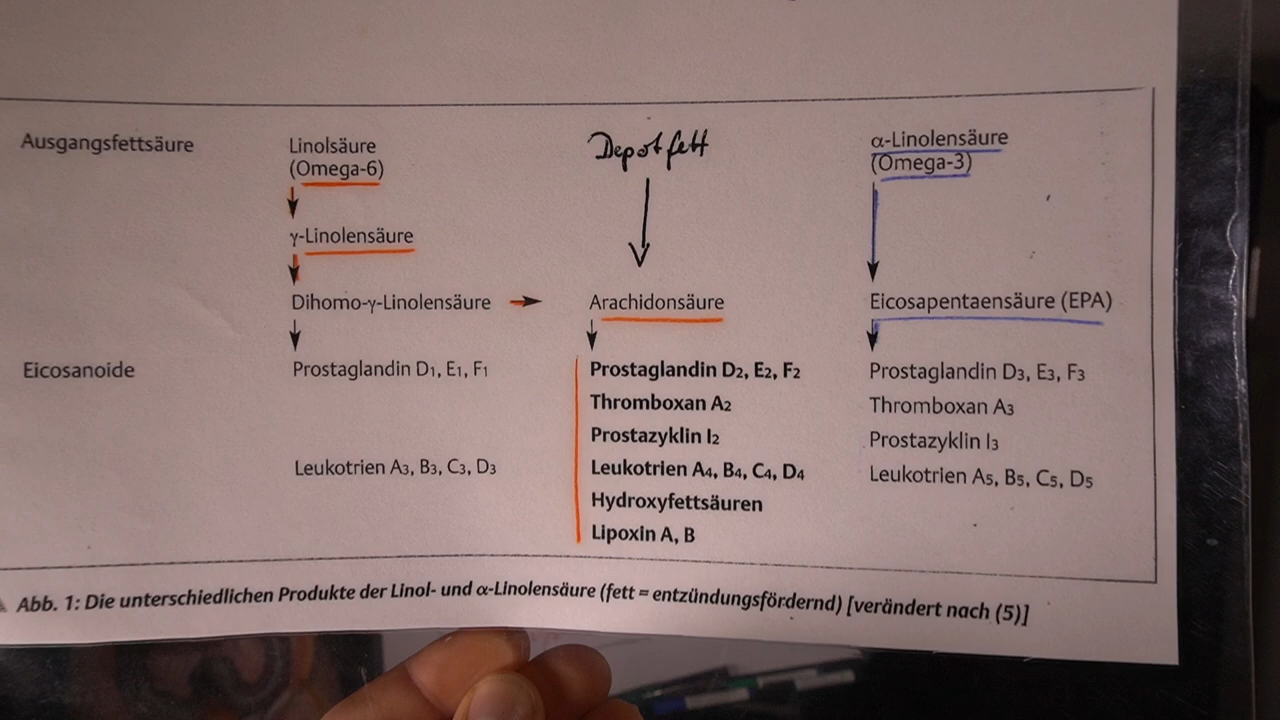 Ausgangsfettsäure
Linolsäure
(Omega-6)
γ-Linolensäure
Dihomo-γ-Linolensäure
Depotfett
Arachidonsäure
α-Linolensäure
(Omega-3)
Eicosapentaensäure (EPA)
Eicosanoide
Prostaglandin D₁, E₁, F₁
Leukotrien A₃, B₃, C₃, D₃
Prostaglandin D₂, E₂, F₂
Thromboxan A₂
Prostazyklin I₂
Leukotrien A₄, B₄, C₄, D₄
Hydroxyfettsäuren
Lipoxin A, B
Prostaglandin D₃, E₃, F₃
Thromboxan A₃
Prostazyklin I₃
Leukotrien A₅, B₅, C₅, D₅
Abb. 1: Die unterschiedlichen Produkte der Linol- und α-Linolensäure (fett = entzündungsfördernd) [verändert nach (5)]